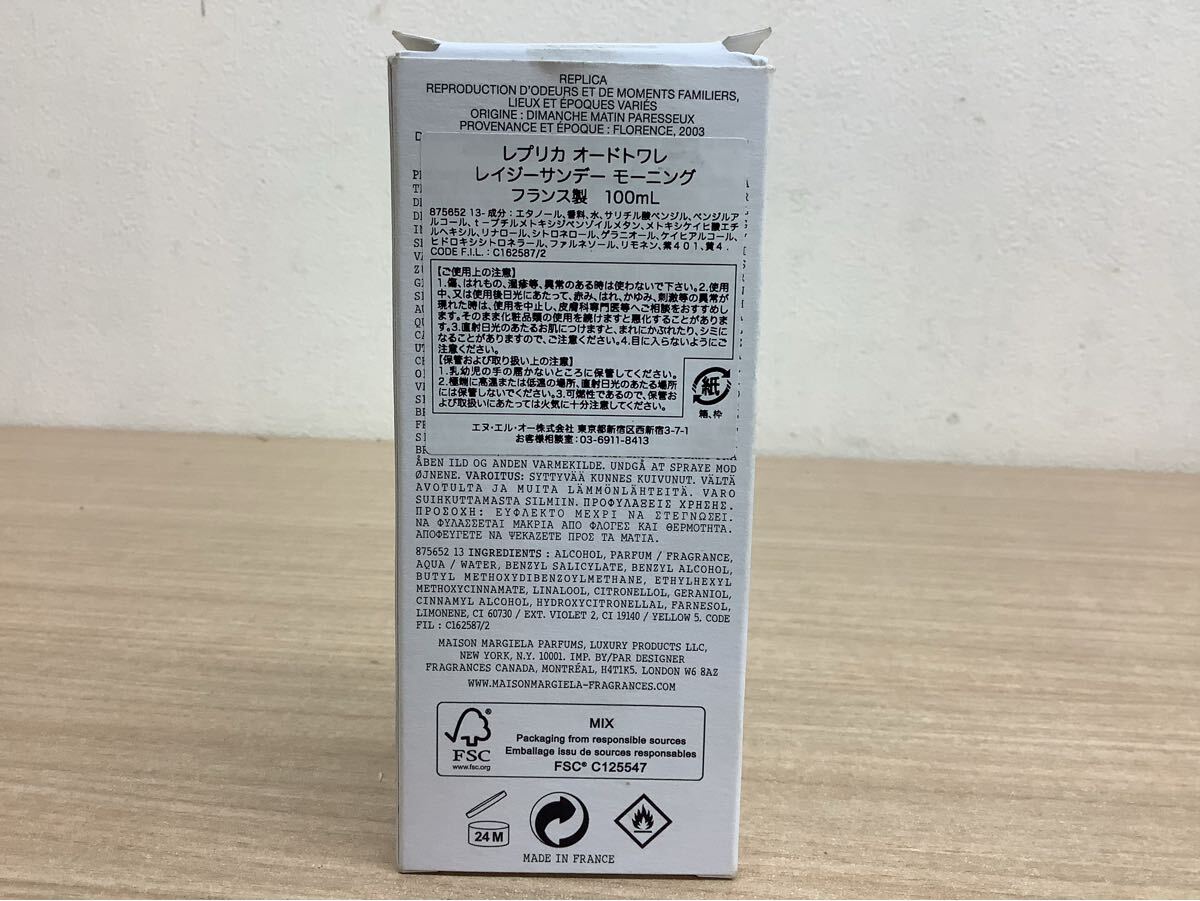 REPLICA
REPRODUCTION D'ODEURS ET DE MOMENTS FAMILIERS,
LIEUX ET ÉPOQUES VARIÉS
ORIGINE : DIMANCHE MATIN PARESSEUX
PROVENANCE ET ÉPOQUE : FLORENCE, 2003
レプリカ オードトワレ
レイジーサンデー モーニング
フランス製 100mL
875652 13- 成分：エタノール、香料、水、サリチル酸ベンジル、ベンジルア
ルコール、t-ブチルメトキシジベンゾイルメタン、メトキシケイヒ酸エチ
ルヘキシル、リナロール、シトロネロール、ゲラニオール、ケイヒアルコール、
ヒドロキシシトロネラール、ファルネソール、リモネン、紫401、黄4.
CODE F.I.L. : C162587/2
【ご使用上の注意】
1.傷、はれもの、湿疹等、異常のある時は使わないで下さい。2.使用
中、又は使用後日光にあたって、赤み、はれ、かゆみ、刺激等の異常が
現れた時は、使用を中止し、皮膚科専門医等へご相談をおすすめし
ます。そのまま化粧品類の使用を続けますと悪化することがありま
す。3.直射日光のあたるお肌につけますと、まれにかぶれたり、シミに
なることがありますので、ご注意ください。4.目に入らないようにご
注意ください。
【保管および取り扱い上の注意】
1.乳幼児の手の届かないところに保管してください。
2.極端に高温または低温の場所、直射日光のあたる場所
には保管しないでください。3.可燃性であるので、保管お
よび取扱いにあたっては火気に十分注意してください。
紙
箱、枠
エヌ・エル・オー株式会社 東京都新宿区西新宿3-7-1
お客様相談室：03-6911-8413
ÅBEN ILD OG ANDEN VARMEKILDE. UNDGÅ AT SPRAYE MOD
ØJNENE. VAROITUS: SYTTYVÄÄ KUNNES KUIVUNUT. VÄLTÄ
AVOTULTA JA MUITA LÄMMÖNLÄHTEITÄ. VARO
SUIHKUTTAMASTA SILMIIN. ΠΡΟΦΥΛΑΞΕΙΣ ΧΡΗΣΗΣ.
ΠΡΟΣΟΧΗ: ΕΥΦΛΕΚΤΟ ΜΕΧΡΙ ΝΑ ΣΤΕΓΝΩΣΕΙ.
ΝΑ ΦΥΛΑΣΣΕΤΑΙ ΜΑΚΡΙΑ ΑΠΟ ΦΛΟΓΕΣ ΚΑΙ ΘΕΡΜΟΤΗΤΑ.
ΑΠΟΦΕΥΓΕΤΕ ΝΑ ΨΕΚΑΖΕΤΕ ΠΡΟΣ ΤΑ ΜΑΤΙΑ.
875652 13 INGREDIENTS : ALCOHOL, PARFUM / FRAGRANCE,
AQUA / WATER, BENZYL SALICYLATE, BENZYL ALCOHOL,
BUTYL METHOXYDIBENZOYLMETHANE, ETHYLHEXYL
METHOXYCINNAMATE, LINALOOL, CITRONELLOL, GERANIOL,
CINNAMYL ALCOHOL, HYDROXYCITRONELLAL, FARNESOL,
LIMONENE, CI 60730 / EXT. VIOLET 2, CI 19140 / YELLOW 5. CODE
FIL : C162587/2
MAISON MARGIELA PARFUMS, LUXURY PRODUCTS LLC,
NEW YORK, N.Y. 10001. IMP. BY/PAR DESIGNER
FRAGRANCES CANADA, MONTRÉAL, H4T1K5. LONDON W6 8AZ
WWW.MAISONMARGIELA-FRAGRANCES.COM
FSC®
www.fsc.org
MIX
Packaging from responsible sources
Emballage issu de sources responsables
FSC® C125547
24 M
MADE IN FRANCE